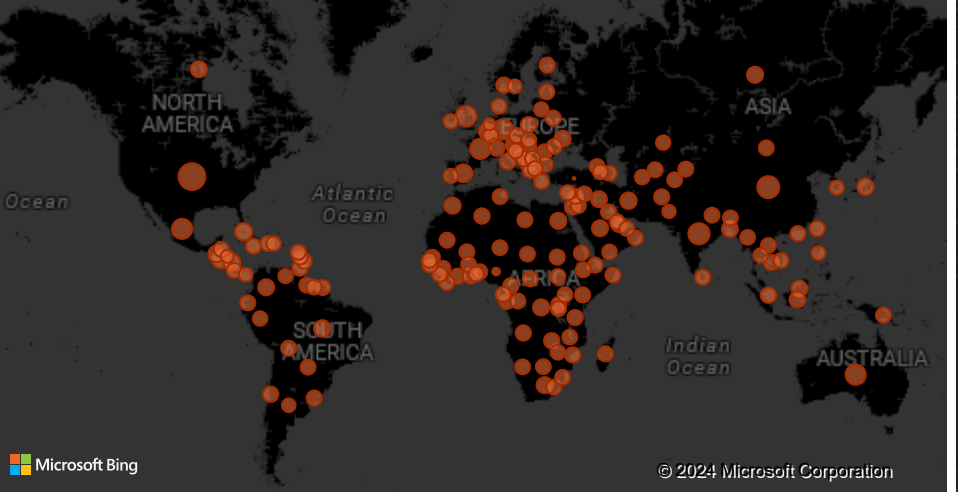 NORTH
AMERICA
EUROPE
ASIA
Ocean
Atlantic
Ocean
AFRICA
SOUTH
AMERICA
Indian
Ocean
AUSTRALIA
Microsoft Bing
© 2024 Microsoft Corporation